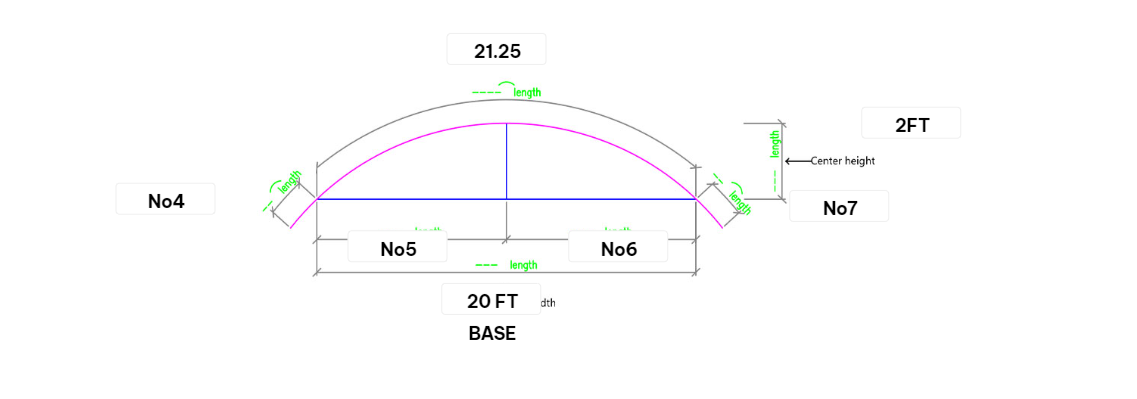 21.25
---- length
2FT
length
Center height
---
length
No4
--
length
--
No7
No5
No6
--- length
20 FT
dth
BASE